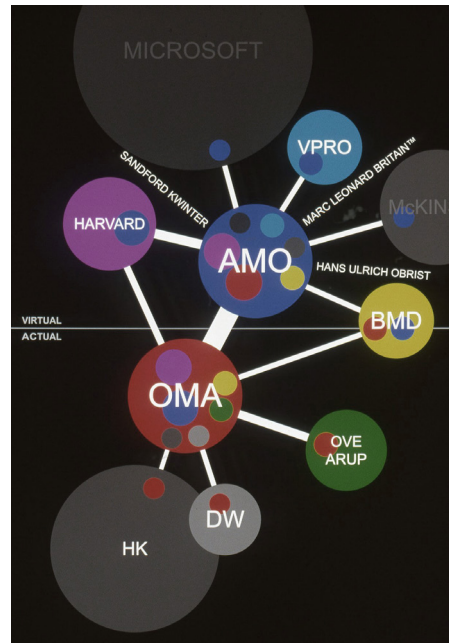 MICROSOFT
VPRO
SANDFORD KWINTER
MARC LEONARD BRITAIN™
McKIN
HARVARD
AMO
HANS ULRICH OBRIST
VIRTUAL
BMD
ACTUAL
OMA
OVE
ARUP
DW
HK